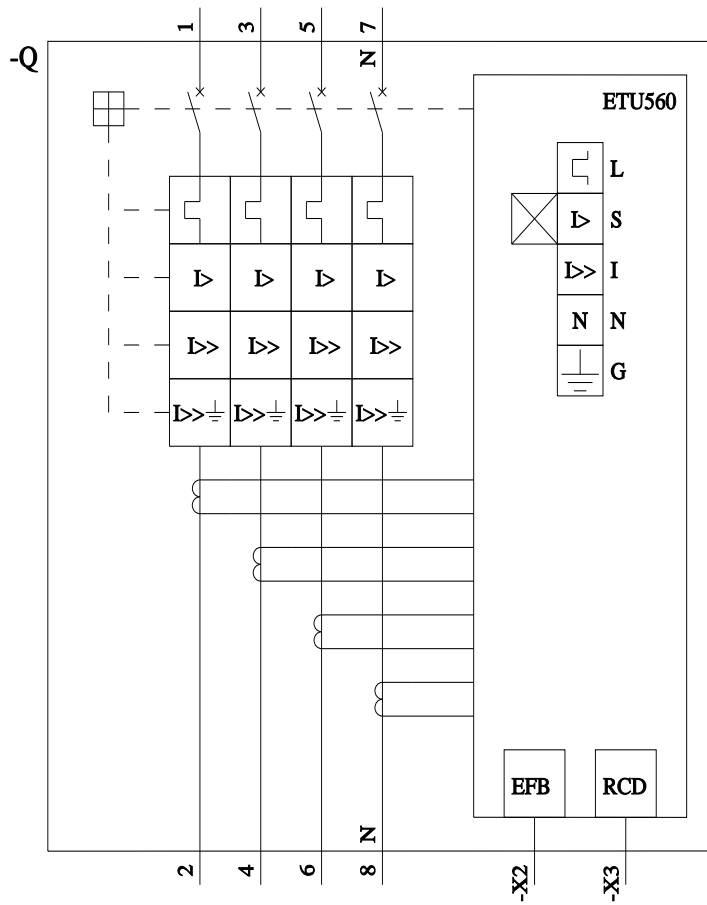 1 3 5 7
N
-Q
ETU560
L
I> S
I>> I
N N
G
I> I> I> I>
I>> I>> I>> I>>
I>> I>> I>> I>>
EFB RCD
N
2 4 6 8
-X2 -X3